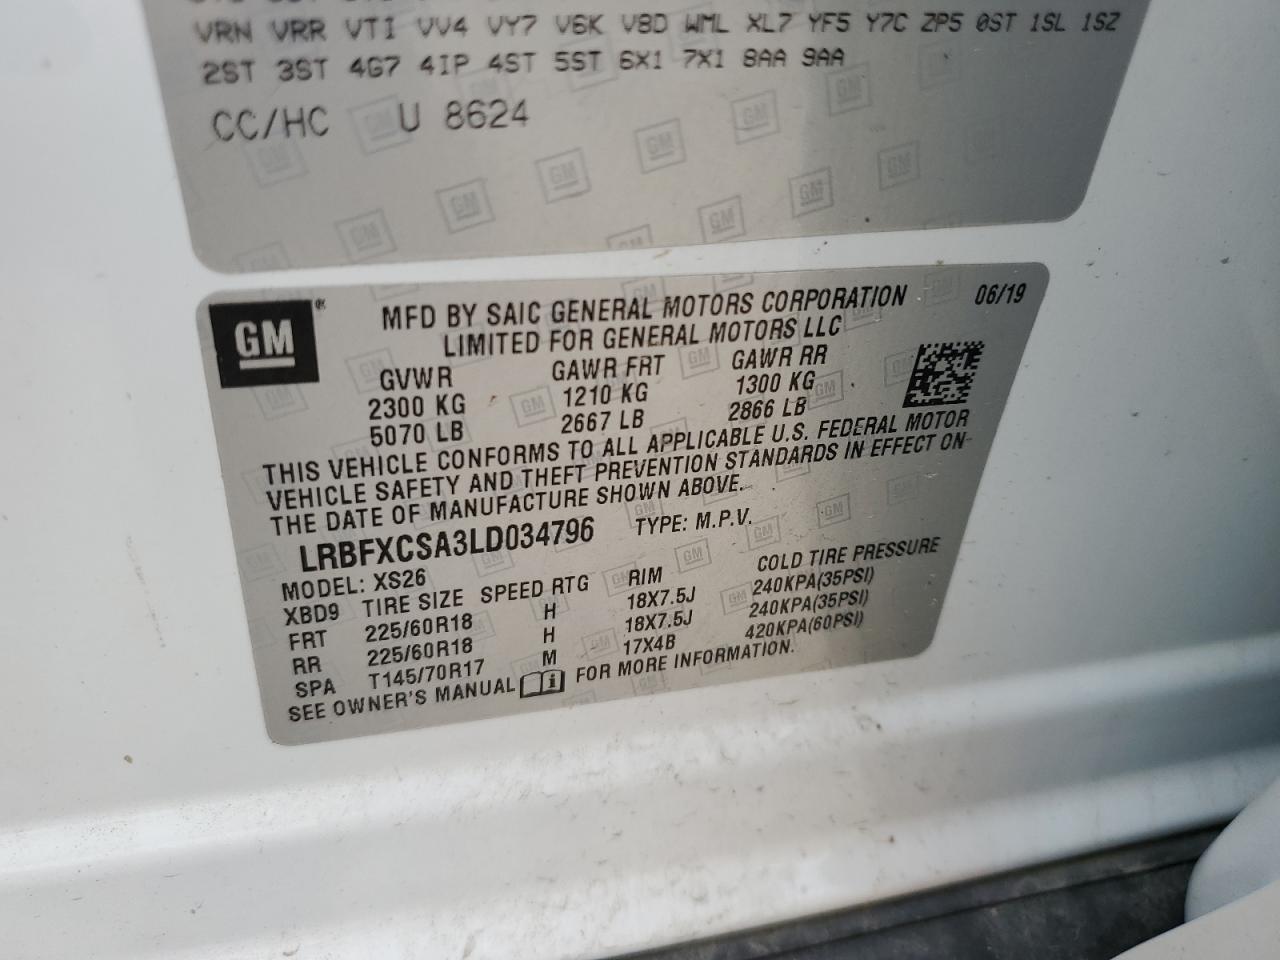 VRN VRR VTI VV4 VY7 V6K V8D WML XL7 YF5 Y7C ZP5 0ST 1SL 1SZ
2ST 3ST 4G7 4IP 4ST 5ST 6X1 7X1 8AA 9AA
CC/HC U 8624
GM ®
MFD BY SAIC GENERAL MOTORS CORPORATION 06/19
LIMITED FOR GENERAL MOTORS LLC
GVWR GAWR FRT GAWR RR
2300 KG 1210 KG 1300 KG
5070 LB 2667 LB 2866 LB
THIS VEHICLE CONFORMS TO ALL APPLICABLE U.S. FEDERAL MOTOR
VEHICLE SAFETY AND THEFT PREVENTION STANDARDS IN EFFECT ON
THE DATE OF MANUFACTURE SHOWN ABOVE.
LRBFXCSA3LD034796 TYPE: M.P.V.
MODEL: XS26
XBD9 TIRE SIZE SPEED RTG RIM COLD TIRE PRESSURE
FRT 225/60R18 H 18X7.5J 240KPA(35PSI)
RR 225/60R18 H 18X7.5J 240KPA(35PSI)
SPA T145/70R17 M 17X4B 420KPA(60PSI)
SEE OWNER'S MANUAL i FOR MORE INFORMATION.